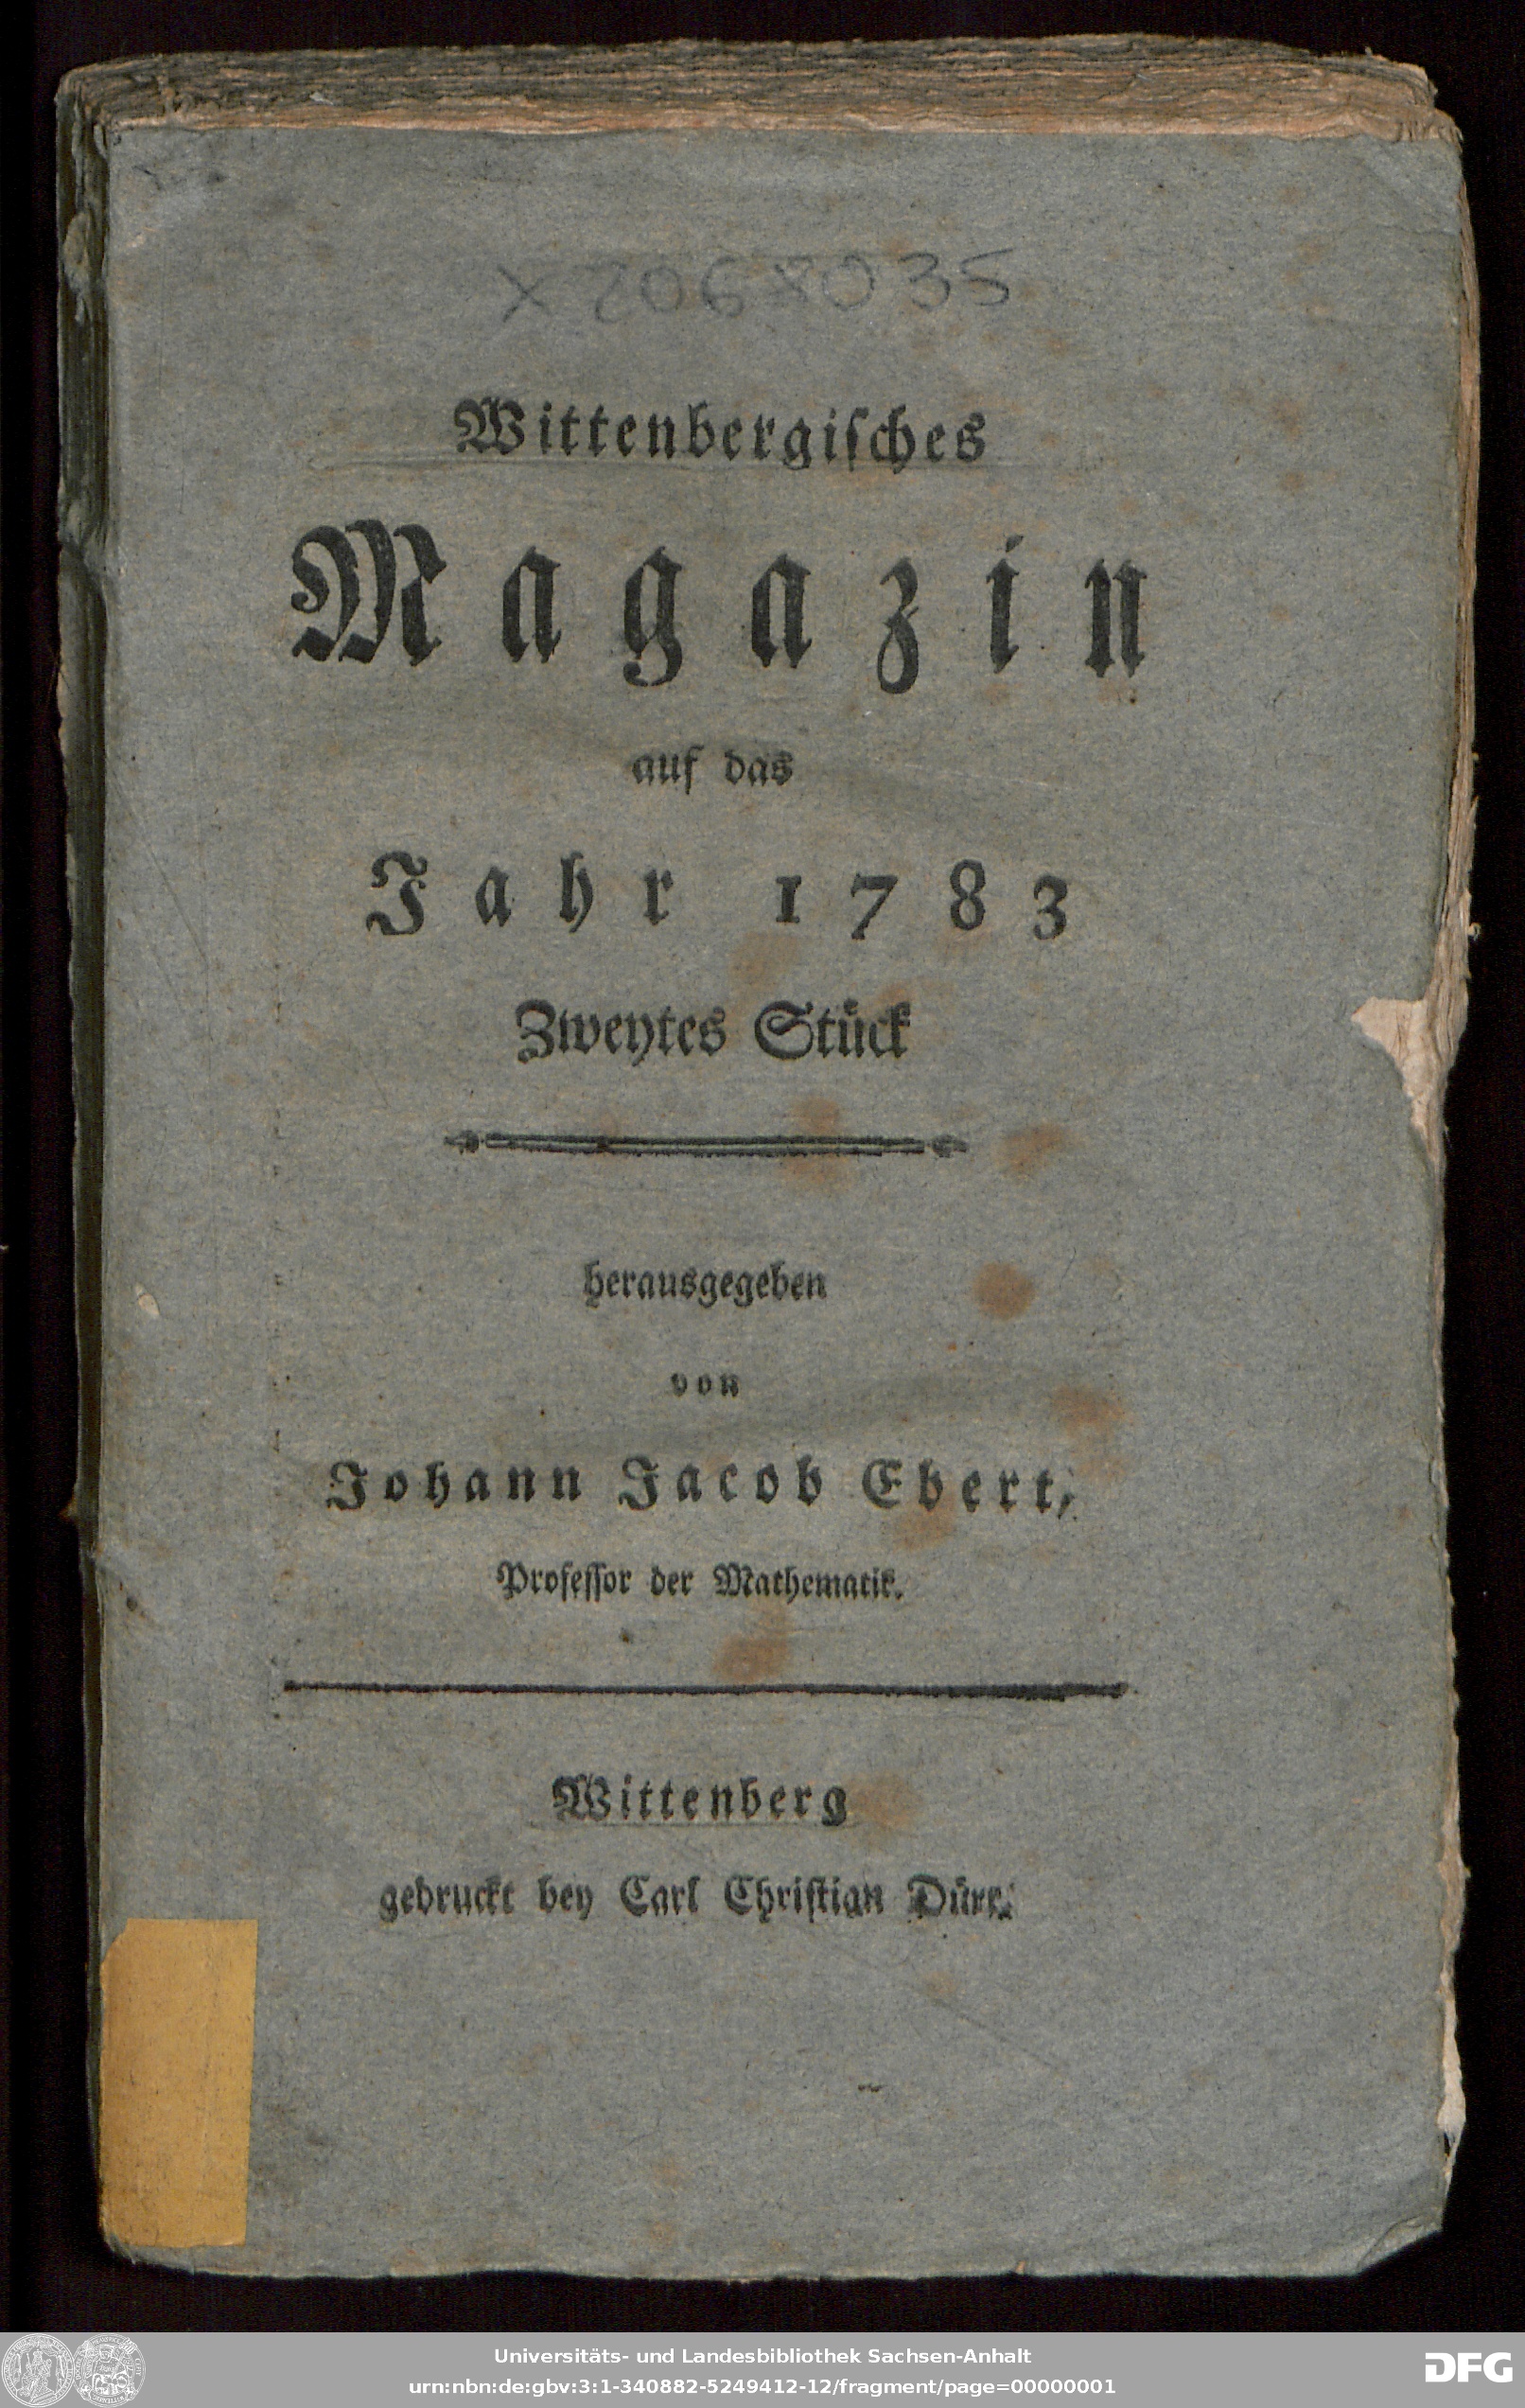 X2068035
Wittenbergisches
Magazin
auf das
Jahr 1783
Zweytes Stück
herausgegeben
von
Johann Jacob Ebert,
Professor der Mathematik.
Wittenberg
gedruckt bey Carl Christian Dürr.
Universitäts- und Landesbibliothek Sachsen-Anhalt
urn:nbn:de:gbv:3:1-340882-5249412-12/fragment/page=00000001
DFG